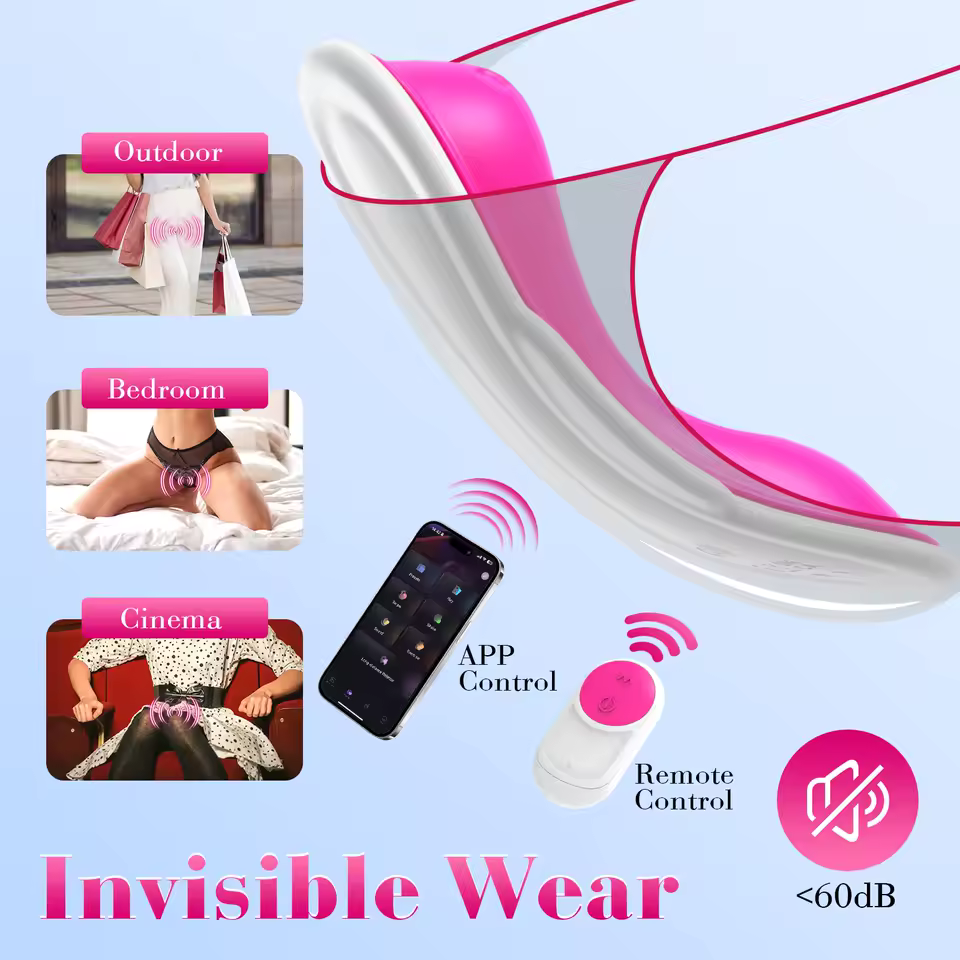 Outdoor
Bedroom
Cinema
APP
Control
Remote
Control
<60dB
Invisible Wear